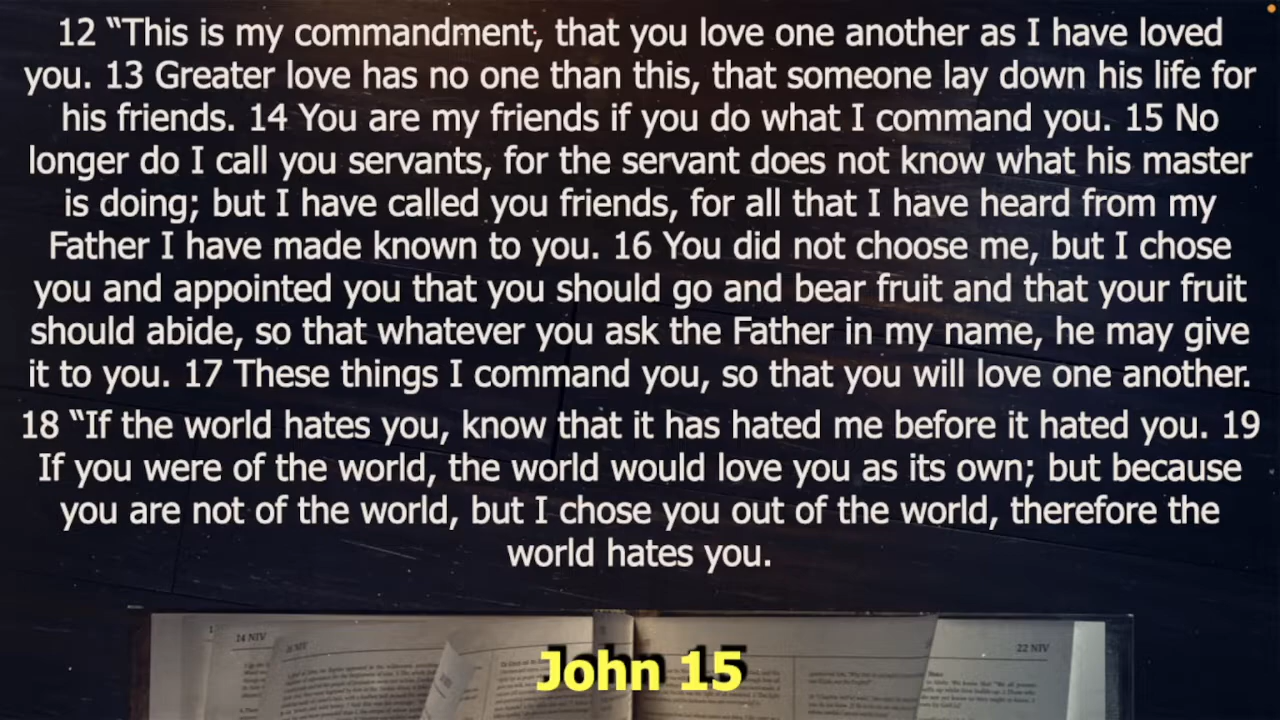 12 “This is my commandment, that you love one another as I have loved
you. 13 Greater love has no one than this, that someone lay down his life for
his friends. 14 You are my friends if you do what I command you. 15 No
longer do I call you servants, for the servant does not know what his master
is doing; but I have called you friends, for all that I have heard from my
Father I have made known to you. 16 You did not choose me, but I chose
you and appointed you that you should go and bear fruit and that your fruit
should abide, so that whatever you ask the Father in my name, he may give
it to you. 17 These things I command you, so that you will love one another.
18 “If the world hates you, know that it has hated me before it hated you. 19
If you were of the world, the world would love you as its own; but because
you are not of the world, but I chose you out of the world, therefore the
world hates you.
14 NIV
22 NIV
John 15